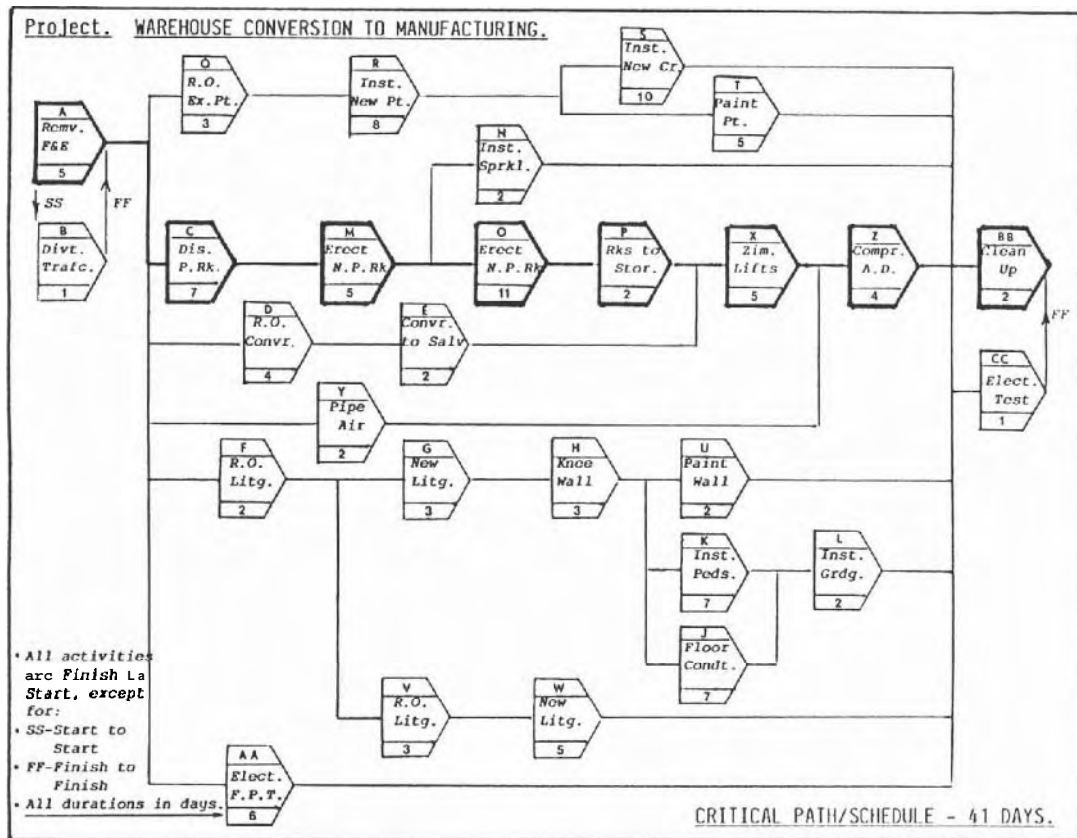 Project. WAREHOUSE CONVERSION TO MANUFACTURING.
Q
R.O.
Ex.Pt.
3
R
Inst.
New Pt.
8
S
Inst.
New Cr.
10
T
Paint
Pt.
5
A
Remv.
F&E
5
SS
FF
B
Divt.
Trafc.
1
N
Inst.
Sprkl.
2
C
Dis.
P.Rk.
7
M
Erect
N.P.Rk
5
O
Erect
N.P.Rk
11
P
Rks to
Stor.
2
X
Zim.
Lifts
5
Z
Compr.
A.D.
4
BB
Clean
Up
2
FF
D
R.O.
Convr.
4
E
Convr.
to Salv
2
CC
Elect.
Test
1
Y
Pipe
Air
2
F
R.O.
Litg.
2
G
New
Litg.
3
H
Knee
Wall
3
U
Paint
Wall
2
K
Inst.
Peds.
7
L
Inst.
Grdg.
2
J
Floor
Condt.
7
V
R.O.
Litg.
3
W
New
Litg.
5
AA
Elect.
F.P.T.
6
• All activities
arc Finish La
Start, except
for:
• SS-Start to
Start
• FF-Finish to
Finish
• All durations in days.
CRITICAL PATH/SCHEDULE - 41 DAYS.